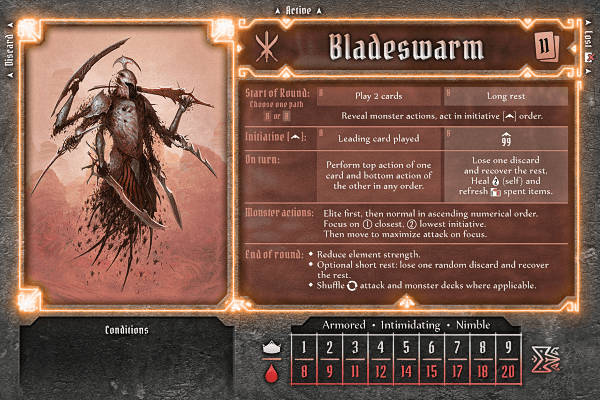 Active
Discard
Lost
Bladeswarm
11
Start of Round:
Choose one path
A or B
A Play 2 cards
B Long rest
Reveal monster actions, act in initiative order.
Initiative:
A Leading card played
B 99
On turn:
Perform top action of one
card and bottom action of
the other in any order.
Lose one discard
and recover the rest.
Heal 2 (self) and
refresh spent items.
Monster actions:
Elite first, then normal in ascending numerical order.
Focus on ① closest, ② lowest initiative.
Then move to maximize attack on focus.
End of round:
• Reduce element strength.
• Optional short rest: lose one random discard and recover
the rest.
• Shuffle attack and monster decks where applicable.
Conditions
Armored • Intimidating • Nimble
1 2 3 4 5 6 7 8 9
8 9 11 12 14 15 17 18 20